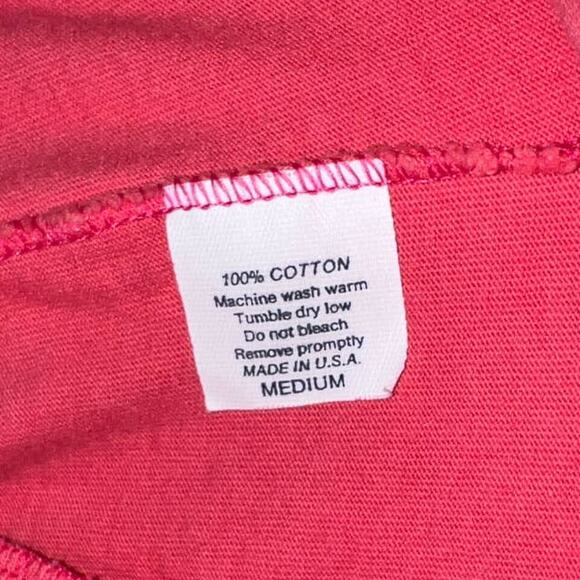 100% COTTON
Machine wash warm
Tumble dry low
Do not bleach
Remove promptly
MADE IN U.S.A.
MEDIUM